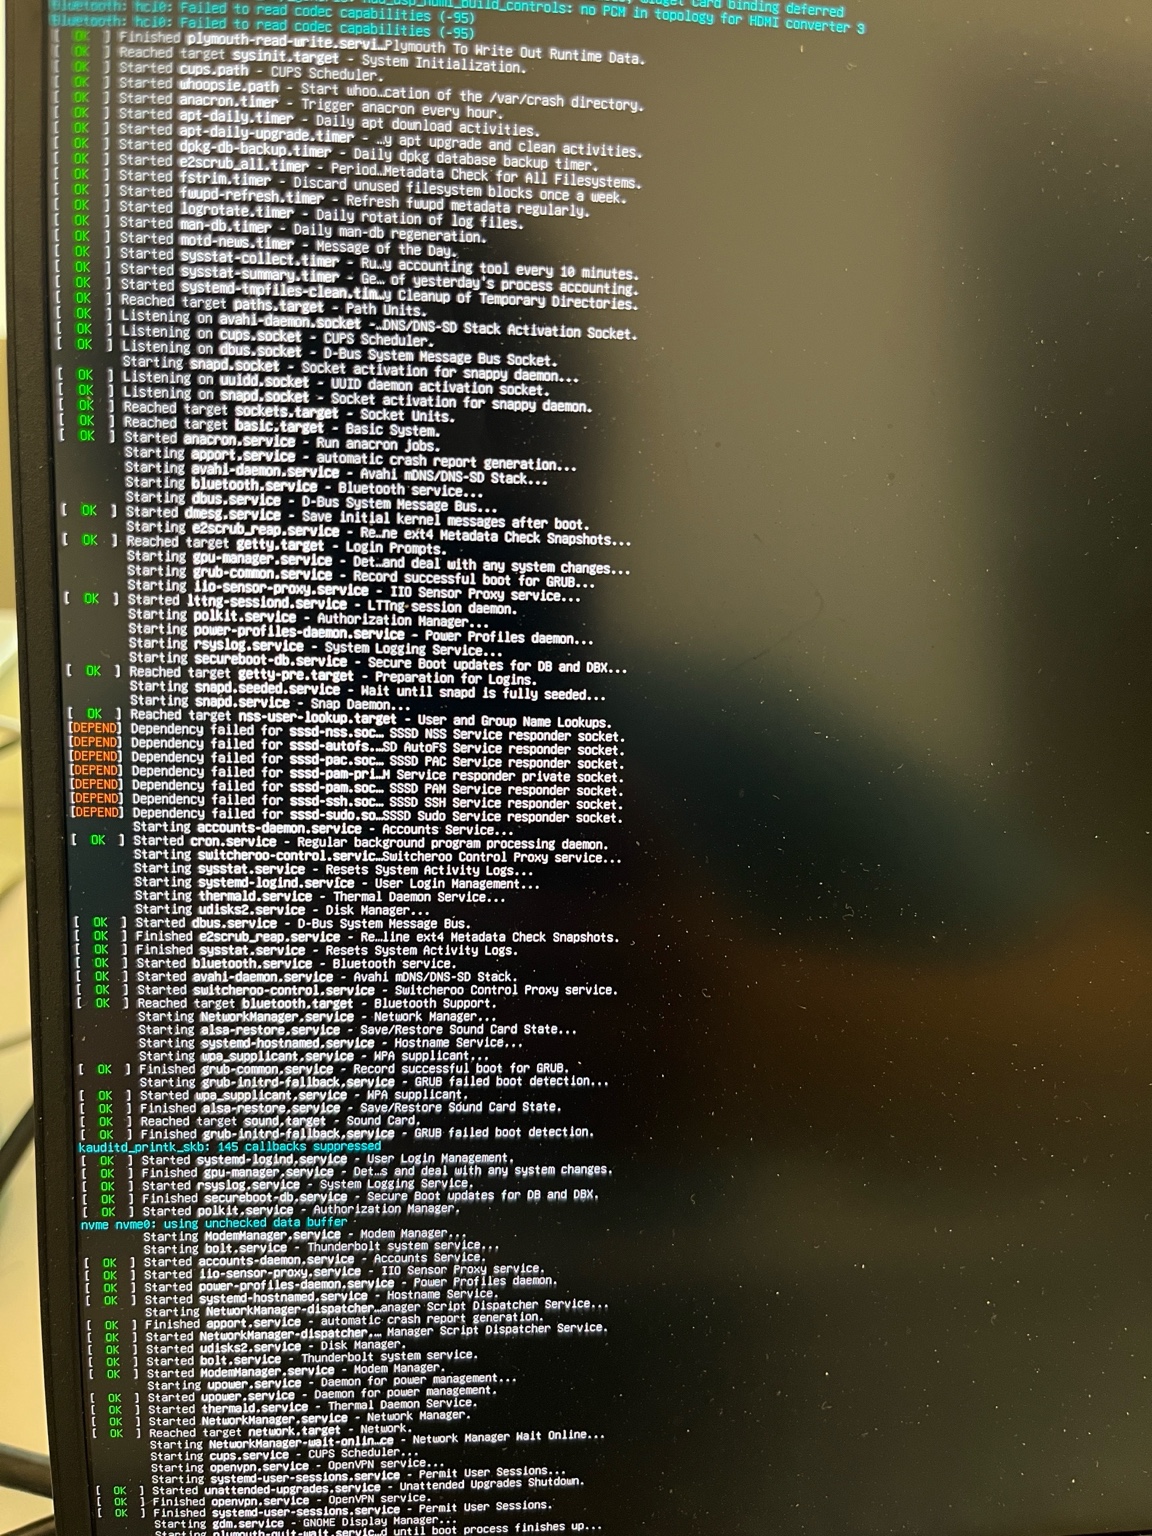 build_controls: no PCM in topology for HDMI converter 3
Bluetooth: hci0: Failed to read codec capabilities (-95)
Bluetooth: hci0: Failed to read codec capabilities (-95)
[  OK  ] Finished plymouth-read-write.servi…Plymouth To Write Out Runtime Data.
[  OK  ] Reached target sysinit.target - System Initialization.
[  OK  ] Started cups.path - CUPS Scheduler.
[  OK  ] Started whoopsie.path - Start whoo…cation of the /var/crash directory.
[  OK  ] Started anacron.timer - Trigger anacron every hour.
[  OK  ] Started apt-daily.timer - Daily apt download activities.
[  OK  ] Started apt-daily-upgrade.timer - …y apt upgrade and clean activities.
[  OK  ] Started dpkg-db-backup.timer - Daily dpkg database backup timer.
[  OK  ] Started e2scrub_all.timer - Period…Metadata Check for All Filesystems.
[  OK  ] Started fstrim.timer - Discard unused filesystem blocks once a week.
[  OK  ] Started fwupd-refresh.timer - Refresh fwupd metadata regularly.
[  OK  ] Started logrotate.timer - Daily rotation of log files.
[  OK  ] Started man-db.timer - Daily man-db regeneration.
[  OK  ] Started motd-news.timer - Message of the Day.
[  OK  ] Started sysstat-collect.timer - Ru…y accounting tool every 10 minutes.
[  OK  ] Started sysstat-summary.timer - Ge… of yesterday's process accounting.
[  OK  ] Started systemd-tmpfiles-clean.tim…y Cleanup of Temporary Directories.
[  OK  ] Reached target paths.target - Path Units.
[  OK  ] Listening on avahi-daemon.socket -…DNS/DNS-SD Stack Activation Socket.
[  OK  ] Listening on cups.socket - CUPS Scheduler.
[  OK  ] Listening on dbus.socket - D-Bus System Message Bus Socket.
Starting snapd.socket - Socket activation for snappy daemon...
[  OK  ] Listening on uuidd.socket - UUID daemon activation socket.
[  OK  ] Listening on snapd.socket - Socket activation for snappy daemon.
[  OK  ] Reached target sockets.target - Socket Units.
[  OK  ] Reached target basic.target - Basic System.
[  OK  ] Started anacron.service - Run anacron jobs.
Starting apport.service - automatic crash report generation...
Starting avahi-daemon.service - Avahi mDNS/DNS-SD Stack...
Starting bluetooth.service - Bluetooth service...
Starting dbus.service - D-Bus System Message Bus...
[  OK  ] Started dmesg.service - Save initial kernel messages after boot.
Starting e2scrub_reap.service - Re…ne ext4 Metadata Check Snapshots...
[  OK  ] Reached target getty.target - Login Prompts.
Starting gpu-manager.service - Det…and deal with any system changes...
Starting grub-common.service - Record successful boot for GRUB...
Starting iio-sensor-proxy.service - IIO Sensor Proxy service...
[  OK  ] Started lttng-sessiond.service - LTTng session daemon.
Starting polkit.service - Authorization Manager...
Starting power-profiles-daemon.service - Power Profiles daemon...
Starting rsyslog.service - System Logging Service...
Starting secureboot-db.service - Secure Boot updates for DB and DBX...
[  OK  ] Reached target getty-pre.target - Preparation for Logins.
Starting snapd.seeded.service - Wait until snapd is fully seeded...
Starting snapd.service - Snap Daemon...
[  OK  ] Reached target nss-user-lookup.target - User and Group Name Lookups.
[DEPEND] Dependency failed for sssd-nss.soc… SSSD NSS Service responder socket.
[DEPEND] Dependency failed for sssd-autofs.…SD AutoFS Service responder socket.
[DEPEND] Dependency failed for sssd-pac.soc… SSSD PAC Service responder socket.
[DEPEND] Dependency failed for sssd-pam-pri…M Service responder private socket.
[DEPEND] Dependency failed for sssd-pam.soc… SSSD PAM Service responder socket.
[DEPEND] Dependency failed for sssd-ssh.soc… SSSD SSH Service responder socket.
[DEPEND] Dependency failed for sssd-sudo.so…SSSD Sudo Service responder socket.
Starting accounts-daemon.service - Accounts Service...
[  OK  ] Started cron.service - Regular background program processing daemon.
Starting switcheroo-control.servic…Switcheroo Control Proxy service...
Starting sysstat.service - Resets System Activity Logs...
Starting systemd-logind.service - User Login Management...
Starting thermald.service - Thermal Daemon Service...
Starting udisks2.service - Disk Manager...
[  OK  ] Started dbus.service - D-Bus System Message Bus.
[  OK  ] Finished e2scrub_reap.service - Re…line ext4 Metadata Check Snapshots.
[  OK  ] Finished sysstat.service - Resets System Activity Logs.
[  OK  ] Started bluetooth.service - Bluetooth service.
[  OK  ] Started avahi-daemon.service - Avahi mDNS/DNS-SD Stack.
[  OK  ] Started switcheroo-control.service - Switcheroo Control Proxy service.
[  OK  ] Reached target bluetooth.target - Bluetooth Support.
Starting NetworkManager.service - Network Manager...
Starting alsa-restore.service - Save/Restore Sound Card State...
Starting systemd-hostnamed.service - Hostname Service...
Starting wpa_supplicant.service - WPA supplicant...
[  OK  ] Finished grub-common.service - Record successful boot for GRUB.
Starting grub-initrd-fallback.service - GRUB failed boot detection...
[  OK  ] Started wpa_supplicant.service - WPA supplicant.
[  OK  ] Finished alsa-restore.service - Save/Restore Sound Card State.
[  OK  ] Reached target sound.target - Sound Card.
[  OK  ] Finished grub-initrd-fallback.service - GRUB failed boot detection.
kauditd_printk_skb: 145 callbacks suppressed
[  OK  ] Started systemd-logind.service - User Login Management.
[  OK  ] Finished gpu-manager.service - Det…s and deal with any system changes.
[  OK  ] Started rsyslog.service - System Logging Service.
[  OK  ] Finished secureboot-db.service - Secure Boot updates for DB and DBX.
[  OK  ] Started polkit.service - Authorization Manager.
nvme nvme0: using unchecked data buffer
Starting ModemManager.service - Modem Manager...
Starting bolt.service - Thunderbolt system service...
[  OK  ] Started accounts-daemon.service - Accounts Service.
[  OK  ] Started iio-sensor-proxy.service - IIO Sensor Proxy service.
[  OK  ] Started power-profiles-daemon.service - Power Profiles daemon.
[  OK  ] Started systemd-hostnamed.service - Hostname Service.
Starting NetworkManager-dispatcher…anager Script Dispatcher Service...
[  OK  ] Finished apport.service - automatic crash report generation.
[  OK  ] Started NetworkManager-dispatcher.… Manager Script Dispatcher Service.
[  OK  ] Started udisks2.service - Disk Manager.
[  OK  ] Started bolt.service - Thunderbolt system service.
[  OK  ] Started ModemManager.service - Modem Manager.
Starting upower.service - Daemon for power management...
[  OK  ] Started upower.service - Daemon for power management.
[  OK  ] Started thermald.service - Thermal Daemon Service.
[  OK  ] Started NetworkManager.service - Network Manager.
[  OK  ] Reached target network.target - Network.
Starting NetworkManager-wait-onlin…ce - Network Manager Wait Online...
Starting cups.service - CUPS Scheduler...
Starting openvpn.service - OpenVPN service...
Starting systemd-user-sessions.service - Permit User Sessions...
[  OK  ] Started unattended-upgrades.service - Unattended Upgrades Shutdown.
[  OK  ] Finished openvpn.service - OpenVPN service.
[  OK  ] Finished systemd-user-sessions.service - Permit User Sessions.
Starting gdm.service - GNOME Display Manager...
Starting plymouth-quit-wait.servic…d until boot process finishes up...